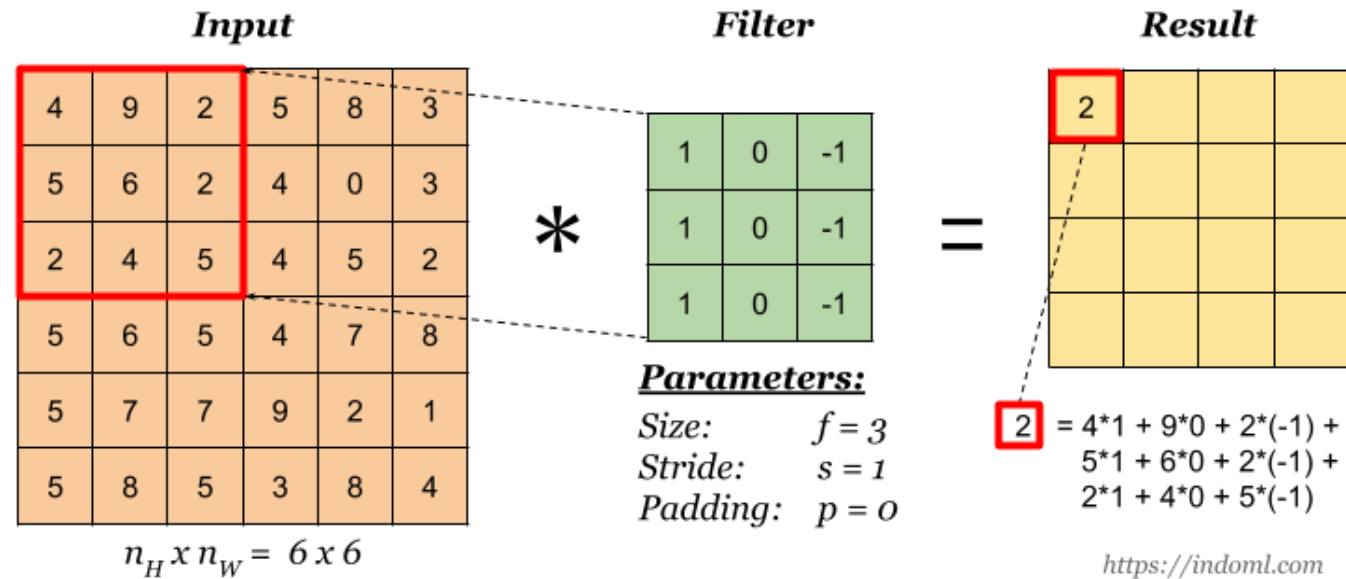 Input
Filter
Result
4 9 2 5 8 3
5 6 2 4 0 3
2 4 5 4 5 2
5 6 5 4 7 8
5 7 7 9 2 1
5 8 5 3 8 4
n_H x n_W = 6 x 6
*
1 0 -1
1 0 -1
1 0 -1
Parameters:
Size: f = 3
Stride: s = 1
Padding: p = 0
=
2
2 = 4*1 + 9*0 + 2*(-1) +
5*1 + 6*0 + 2*(-1) +
2*1 + 4*0 + 5*(-1)
https://indoml.com